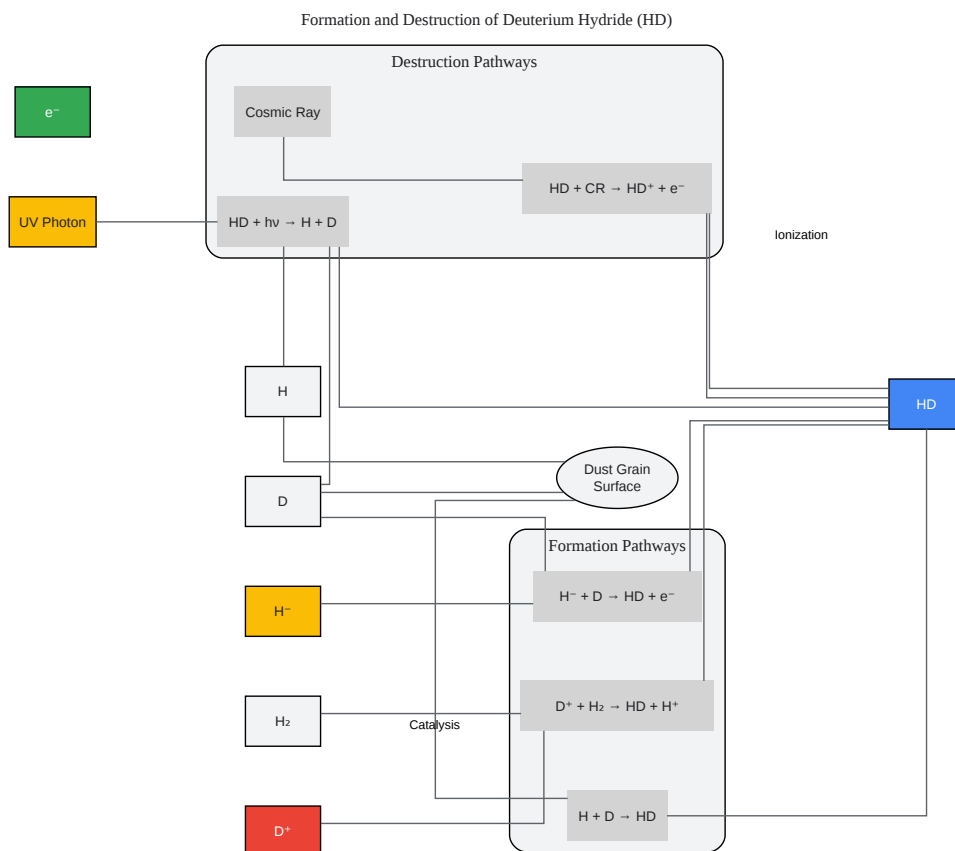 Formation and Destruction of Deuterium Hydride (HD)
Destruction Pathways
e⁻
Cosmic Ray
HD + CR → HD⁺ + e⁻
UV Photon
HD + hν → H + D
Ionization
H
HD
Dust Grain
Surface
D
Formation Pathways
H⁻
H⁻ + D → HD + e⁻
H₂
D⁺ + H₂ → HD + H⁺
Catalysis
H + D → HD
D⁺